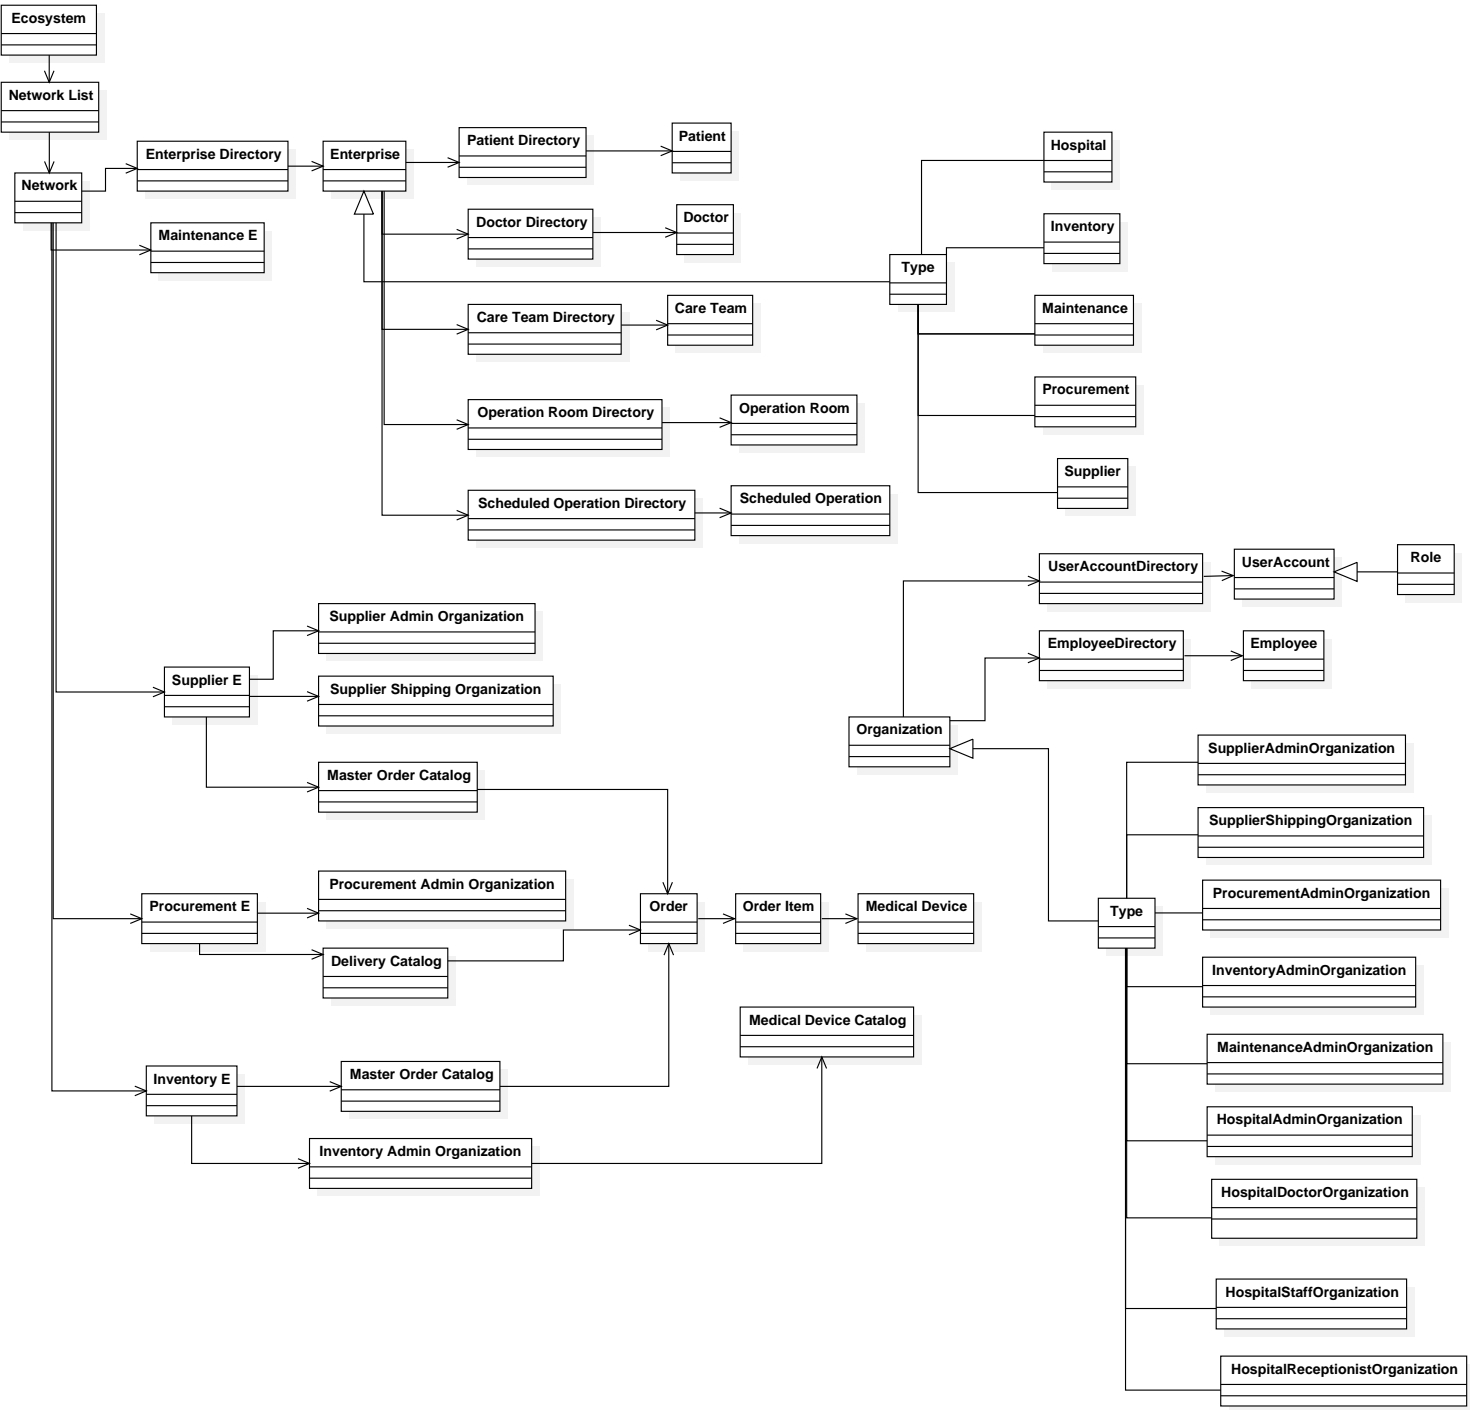 Ecosystem
Network List
Network
Enterprise Directory
Enterprise
Patient Directory
Patient
Maintenance E
Doctor Directory
Doctor
Care Team Directory
Care Team
Operation Room Directory
Operation Room
Scheduled Operation Directory
Scheduled Operation
Type
Hospital
Inventory
Maintenance
Procurement
Supplier
UserAccountDirectory
UserAccount
Role
EmployeeDirectory
Employee
Organization
Supplier E
Supplier Admin Organization
Supplier Shipping Organization
Master Order Catalog
Procurement E
Procurement Admin Organization
Delivery Catalog
Order
Order Item
Medical Device
Medical Device Catalog
Inventory E
Master Order Catalog
Inventory Admin Organization
Type
SupplierAdminOrganization
SupplierShippingOrganization
ProcurementAdminOrganization
InventoryAdminOrganization
MaintenanceAdminOrganization
HospitalAdminOrganization
HospitalDoctorOrganization
HospitalStaffOrganization
HospitalReceptionistOrganization